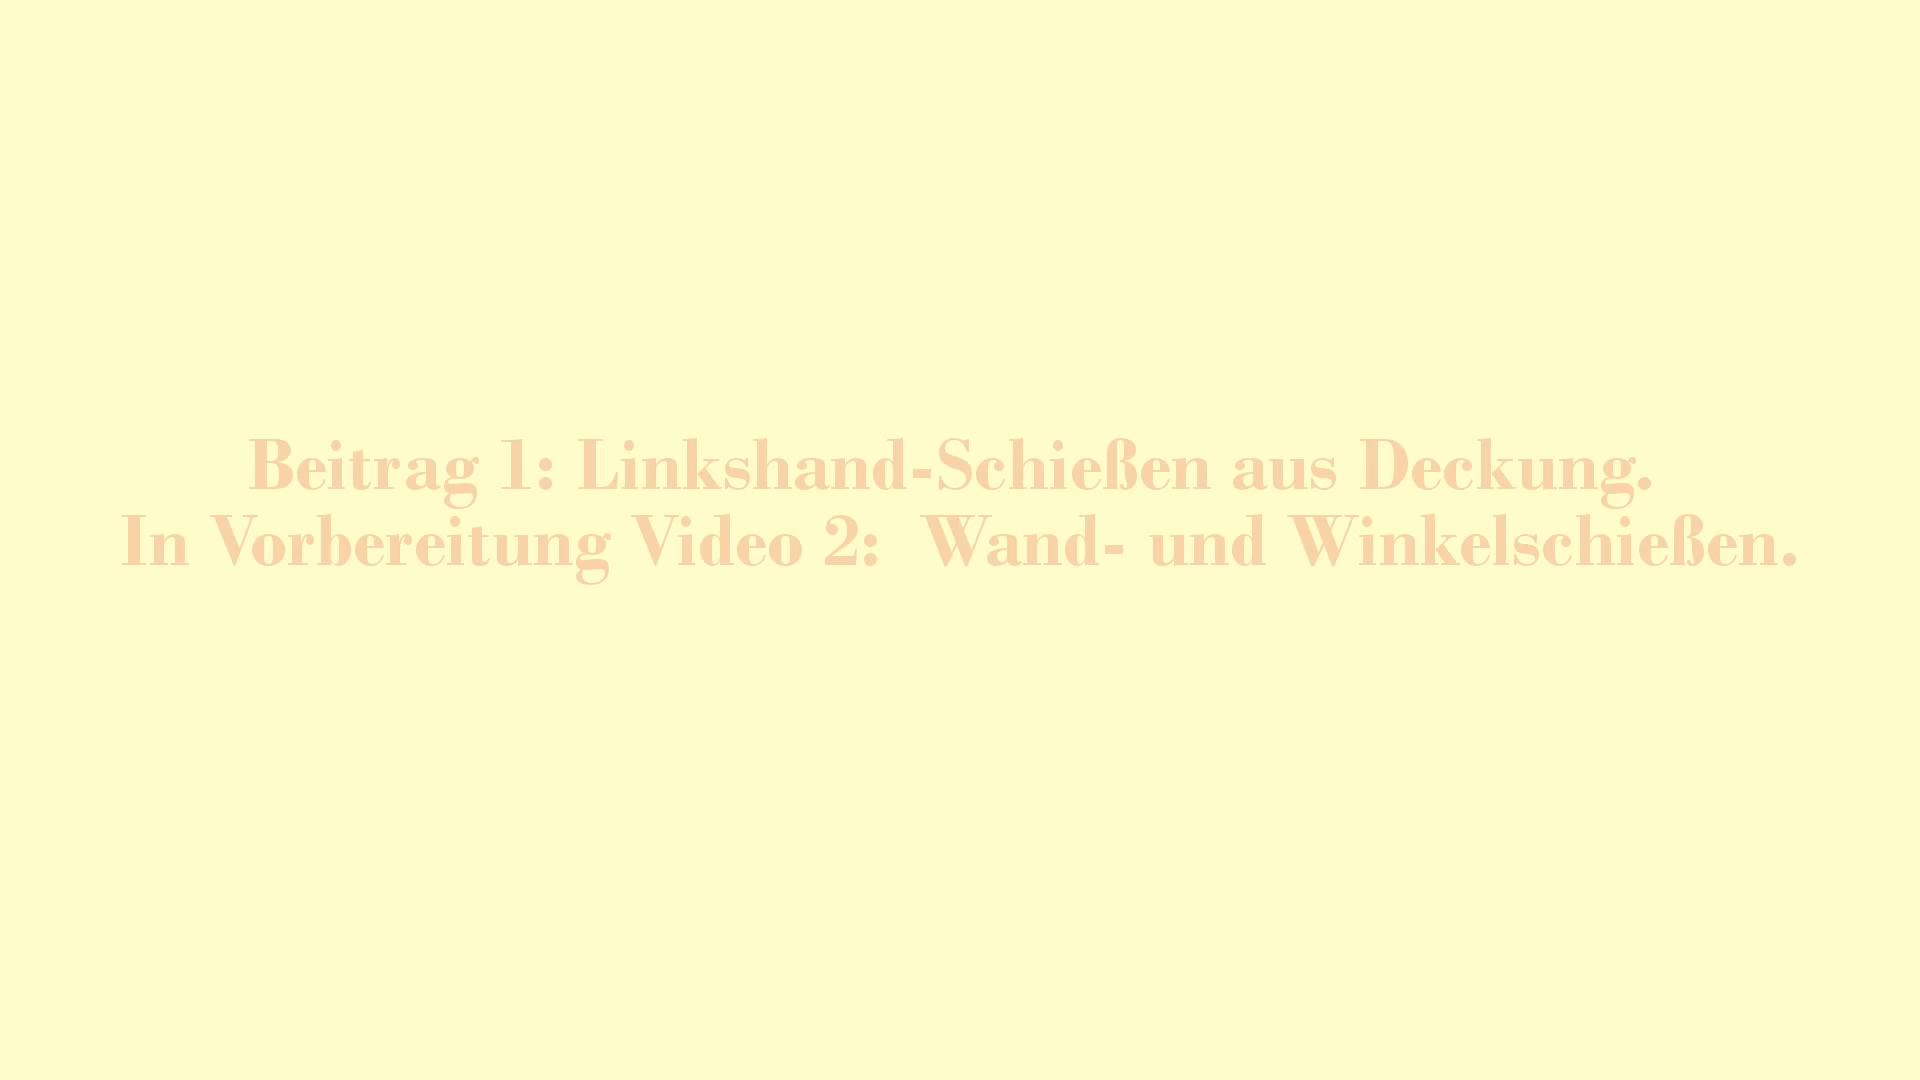 Beitrag 1: Linkshand-Schießen aus Deckung.
In Vorbereitung Video 2:  Wand- und Winkelschießen.